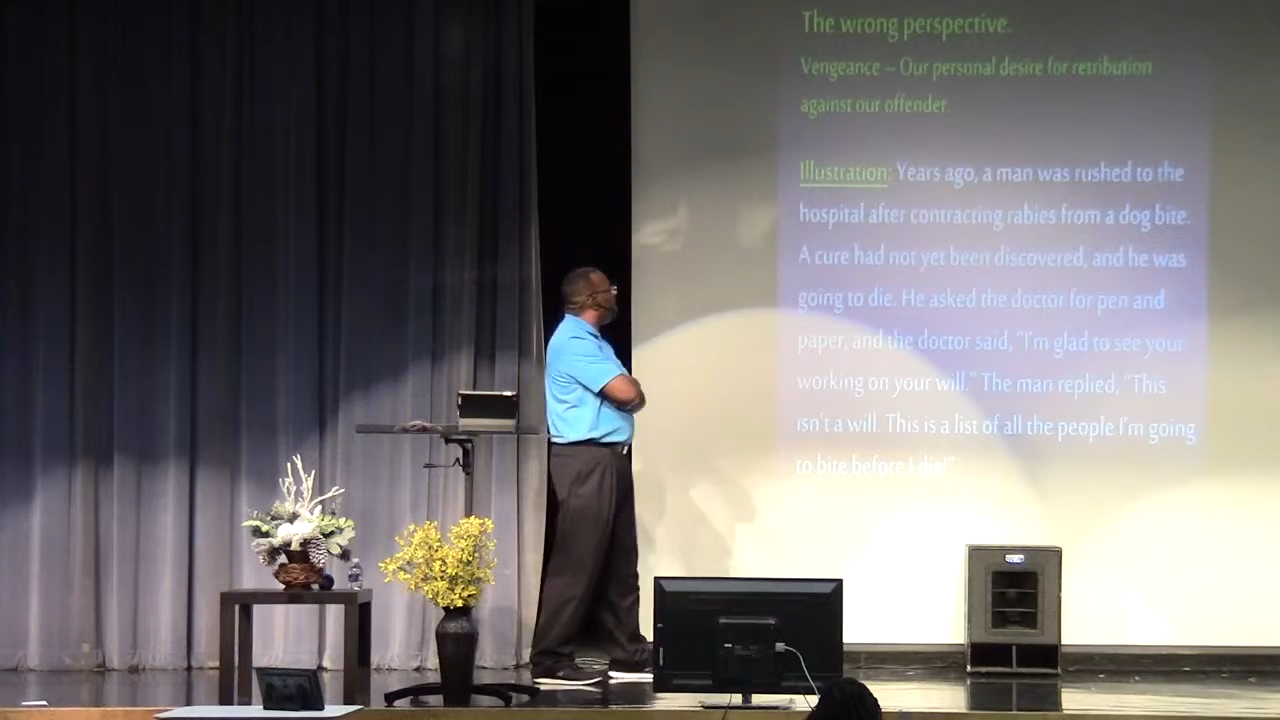 The wrong perspective.
Vengeance – Our personal desire for retribution
against our offender.
Illustration: Years ago, a man was rushed to the
hospital after contracting rabies from a dog bite.
A cure had not yet been discovered, and he was
going to die. He asked the doctor for pen and
paper, and the doctor said, “I'm glad to see your
working on your will.” The man replied, “This
isn't a will. This is a list of all the people I'm going
to bite before I die!”